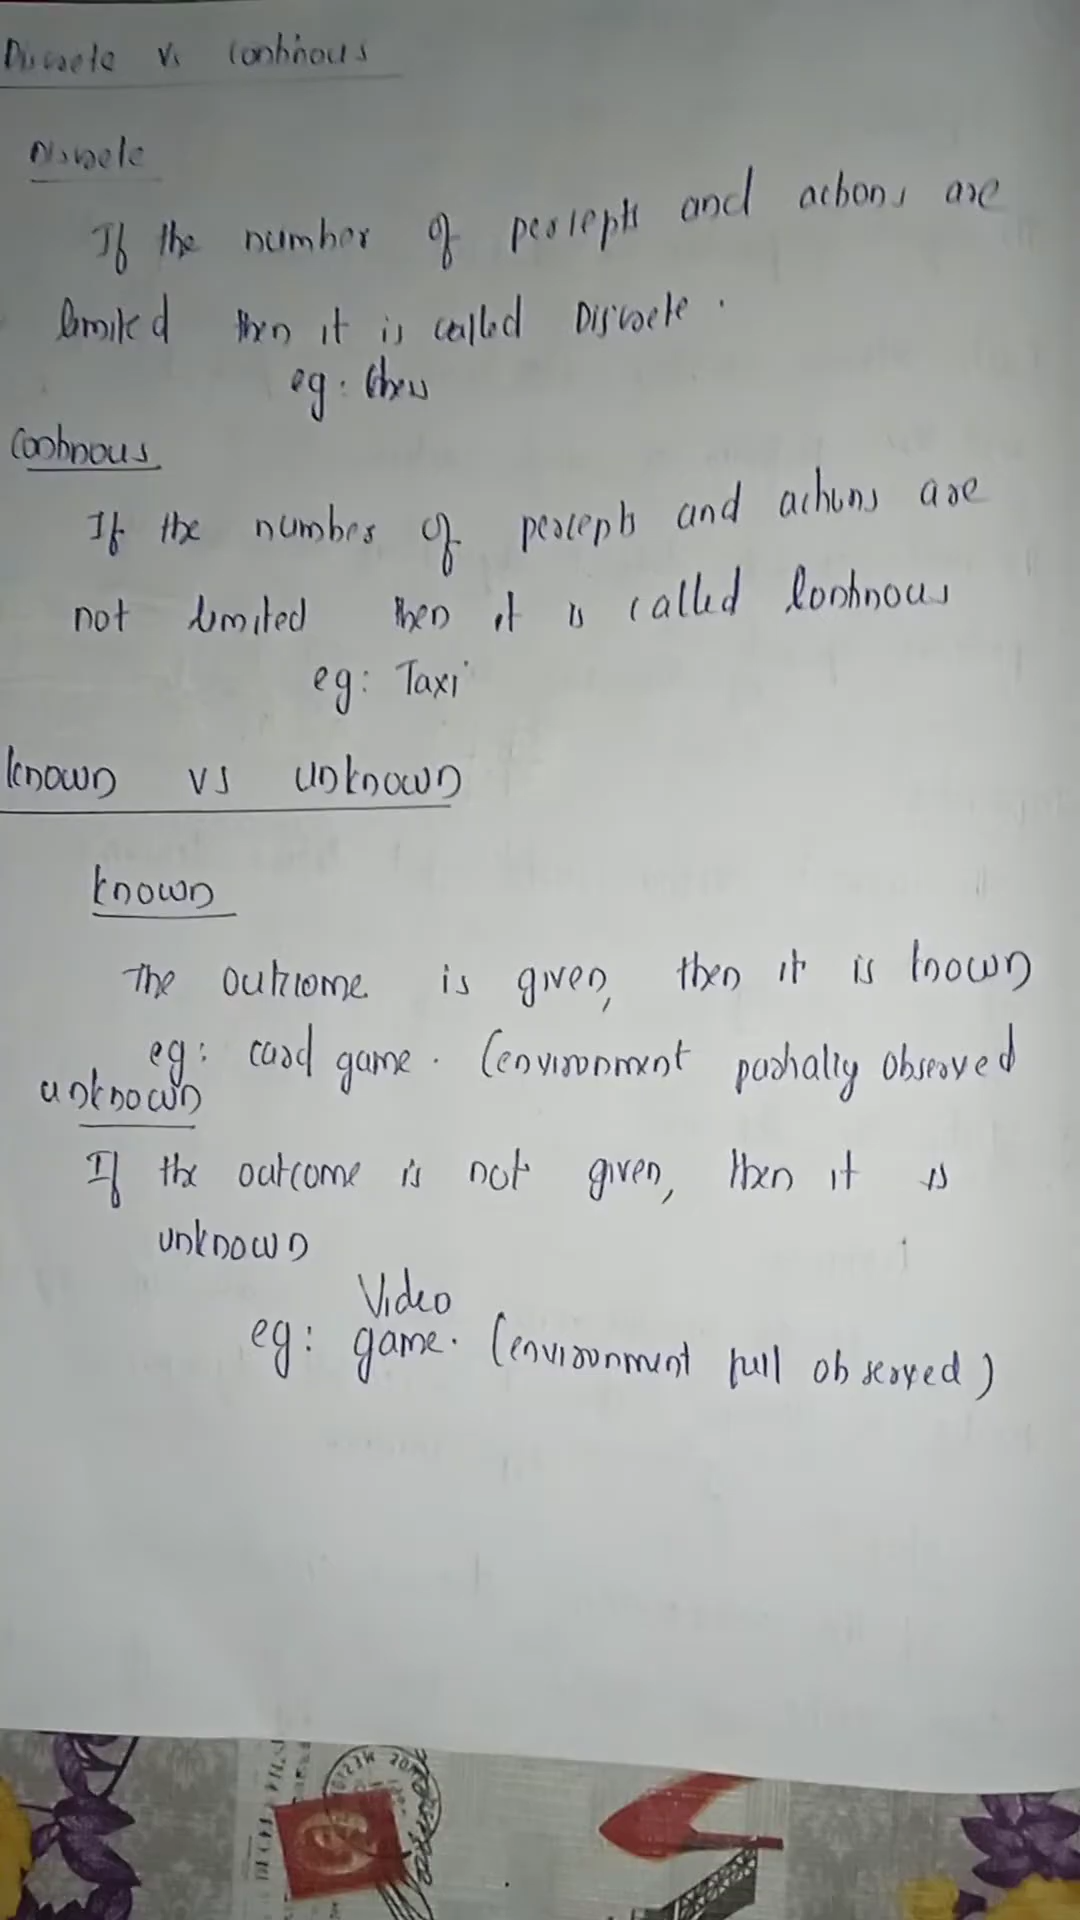 Discrete vs Continous
Discrete
If the number of percepts and actions are
limited then it is called Discrete.
eg: Chess
Continous
If the number of percepts and actions are
not limited then it is called Continous
eg: Taxi
known vs unknown
known
The outcome is given, then it is known
eg: card game. (environment partially observed
unknown
If the outcome is not given, then it is
unknown
Video
eg: game. (environment full observed)